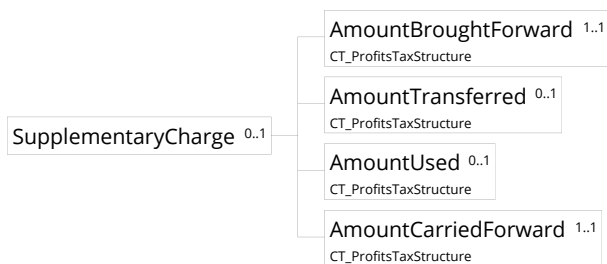 AmountBroughtForward 1..1
CT_ProfitsTaxStructure
AmountTransferred 0..1
CT_ProfitsTaxStructure
SupplementaryCharge 0..1
AmountUsed 0..1
CT_ProfitsTaxStructure
AmountCarriedForward 1..1
CT_ProfitsTaxStructure